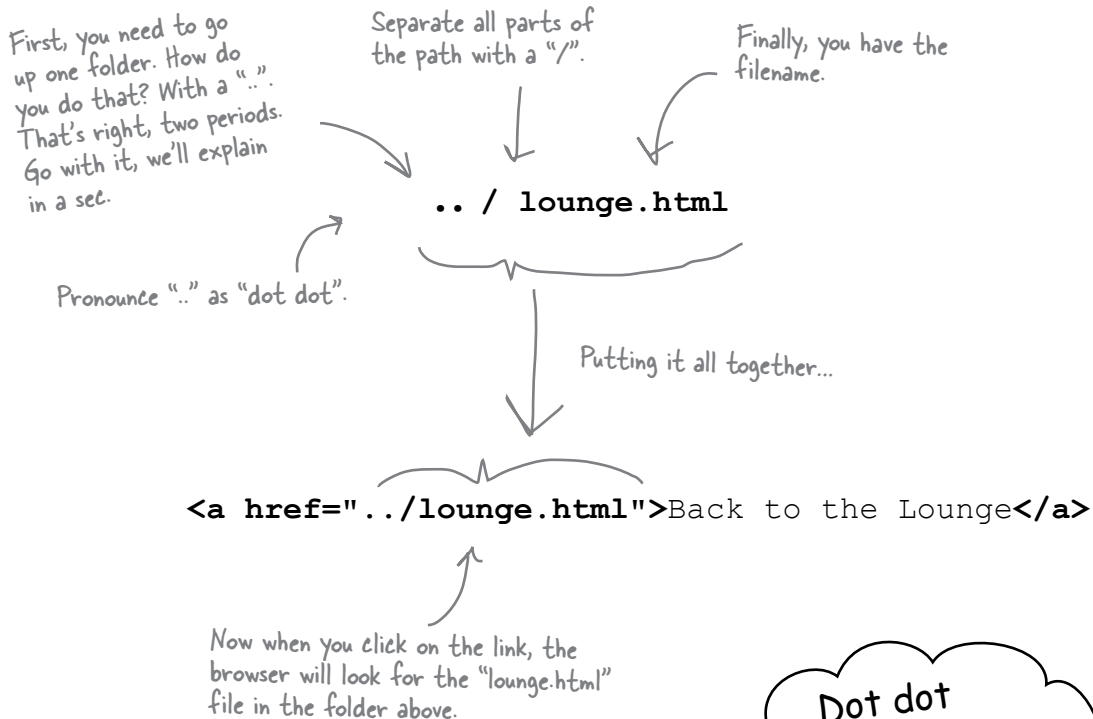 First, you need to go
up one folder. How do
you do that? With a “..”.
That’s right, two periods.
Go with it, we’ll explain
in a sec.
Separate all parts of
the path with a “/”.
Finally, you have the
filename.
.. / lounge.html
Pronounce “..” as “dot dot”.
Putting it all together...
<a href="../lounge.html">Back to the Lounge</a>
Now when you click on the link, the
browser will look for the “lounge.html”
file in the folder above.
Dot dot